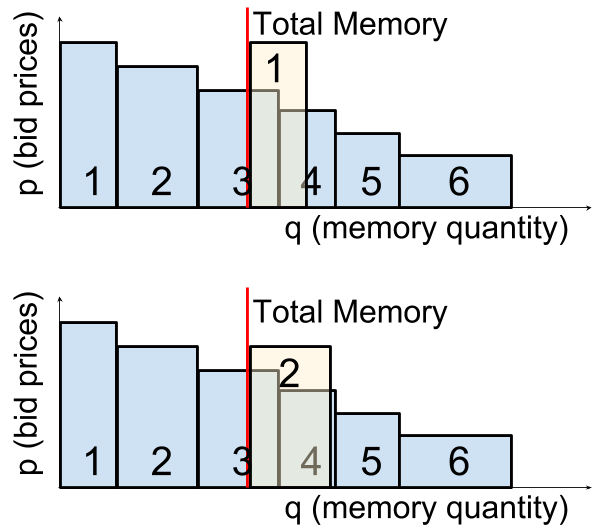 Total Memory
p (bid prices)
1
1 2 3 4 5 6
q (memory quantity)
Total Memory
p (bid prices)
2
1 2 3 4 5 6
q (memory quantity)